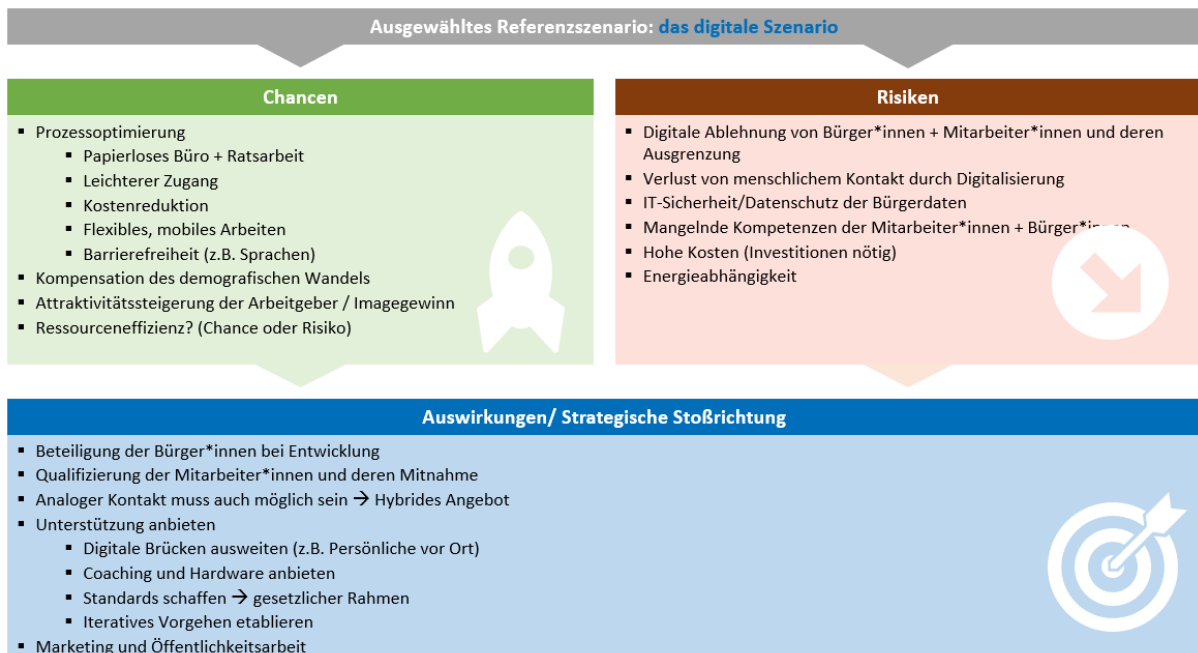 Ausgewähltes Referenzszenario: das digitale Szenario
Chancen
▪ Prozessoptimierung
▪ Papierloses Büro + Ratsarbeit
▪ Leichterer Zugang
▪ Kostenreduktion
▪ Flexibles, mobiles Arbeiten
▪ Barrierefreiheit (z.B. Sprachen)
▪ Kompensation des demografischen Wandels
▪ Attraktivitätssteigerung der Arbeitgeber / Imagegewinn
▪ Ressourceneffizienz? (Chance oder Risiko)
Risiken
▪ Digitale Ablehnung von Bürger*innen + Mitarbeiter*innen und deren
Ausgrenzung
▪ Verlust von menschlichem Kontakt durch Digitalisierung
▪ IT-Sicherheit/Datenschutz der Bürgerdaten
▪ Mangelnde Kompetenzen der Mitarbeiter*innen + Bürger*innen
▪ Hohe Kosten (Investitionen nötig)
▪ Energieabhängigkeit
Auswirkungen/ Strategische Stoßrichtung
▪ Beteiligung der Bürger*innen bei Entwicklung
▪ Qualifizierung der Mitarbeiter*innen und deren Mitnahme
▪ Analoger Kontakt muss auch möglich sein → Hybrides Angebot
▪ Unterstützung anbieten
▪ Digitale Brücken ausweiten (z.B. Persönliche vor Ort)
▪ Coaching und Hardware anbieten
▪ Standards schaffen → gesetzlicher Rahmen
▪ Iteratives Vorgehen etablieren
▪ Marketing und Öffentlichkeitsarbeit